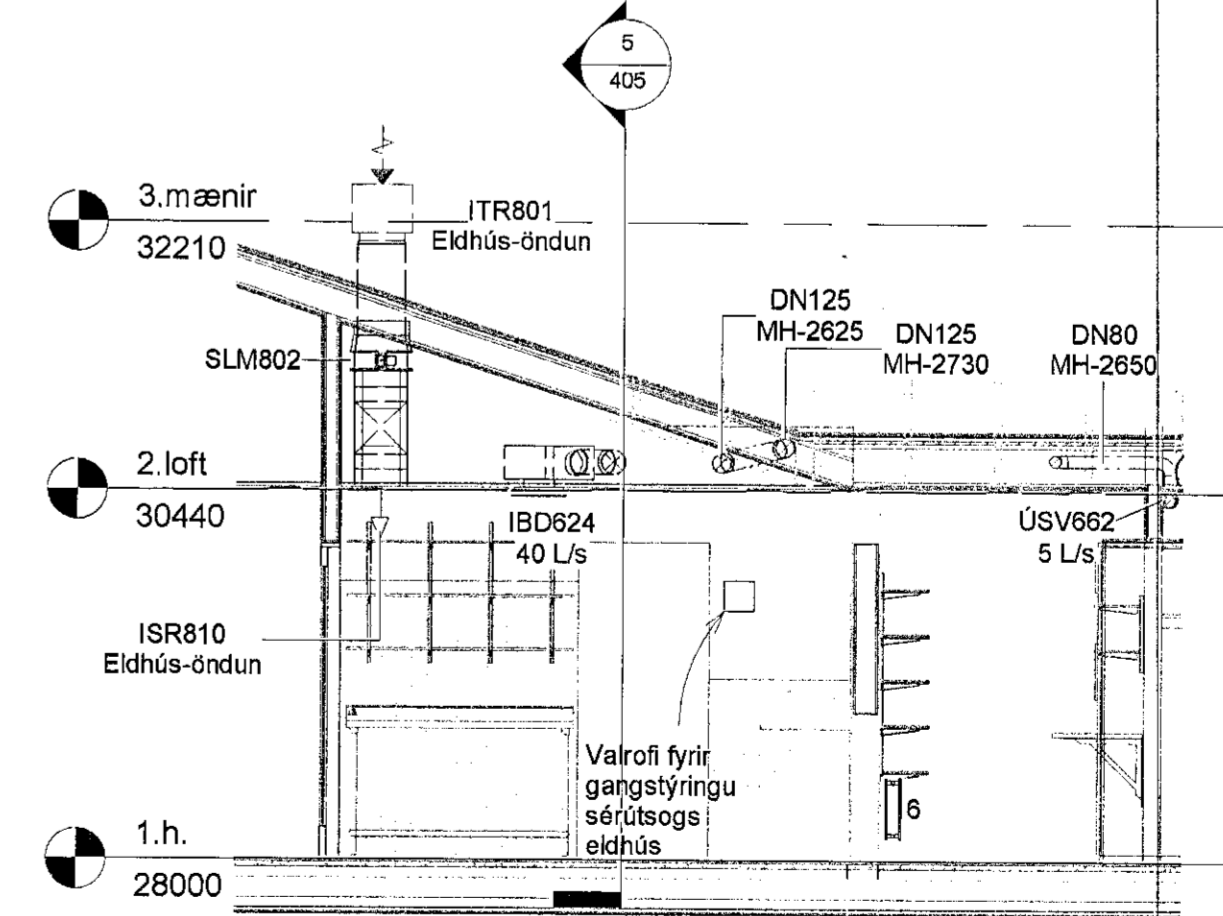 5
405
3.mænir
32210
ITR801
Eldhús-öndun
DN125
MH-2625
DN125
MH-2730
DN80
MH-2650
SLM802
2.loft
30440
IBD624
40 L/s
ÚSV662
5 L/s
ISR810
Eldhús-öndun
Valrofi fyrir
gangstýringu
sérútsogs
eldhús
6
1.h.
28000